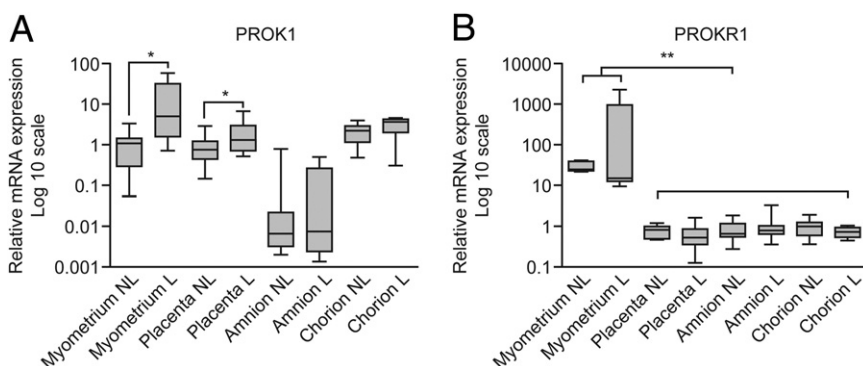 A
PROK1
Relative mRNA expression
Log 10 scale
100
10
1
0.1
0.01
0.001
*
*
Myometrium NL
Myometrium L
Placenta NL
Placenta L
Amnion NL
Amnion L
Chorion NL
Chorion L
B
PROKR1
Relative mRNA expression
Log 10 scale
10000
1000
100
10
1
0.1
**
Myometrium NL
Myometrium L
Placenta NL
Placenta L
Amnion NL
Amnion L
Chorion NL
Chorion L